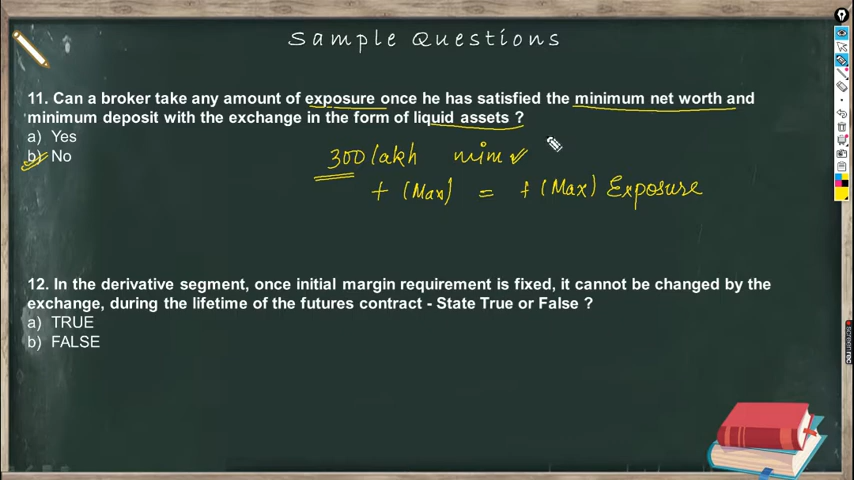 Sample Questions
11. Can a broker take any amount of exposure once he has satisfied the minimum net worth and
minimum deposit with the exchange in the form of liquid assets ?
a) Yes
b) No
300 lakh mim
+ (Max) = + (Max) Exposure
12. In the derivative segment, once initial margin requirement is fixed, it cannot be changed by the
exchange, during the lifetime of the futures contract - State True or False ?
a) TRUE
b) FALSE